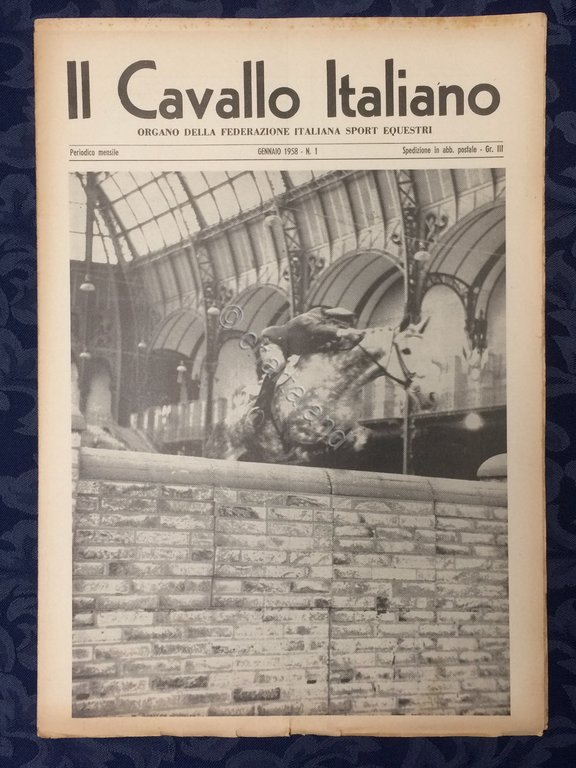 Il Cavallo Italiano
ORGANO DELLA FEDERAZIONE ITALIANA SPORT EQUESTRI
Periodico mensile
GENNAIO 1958 - N. 1
Spedizione in abb. postale - Gr. III